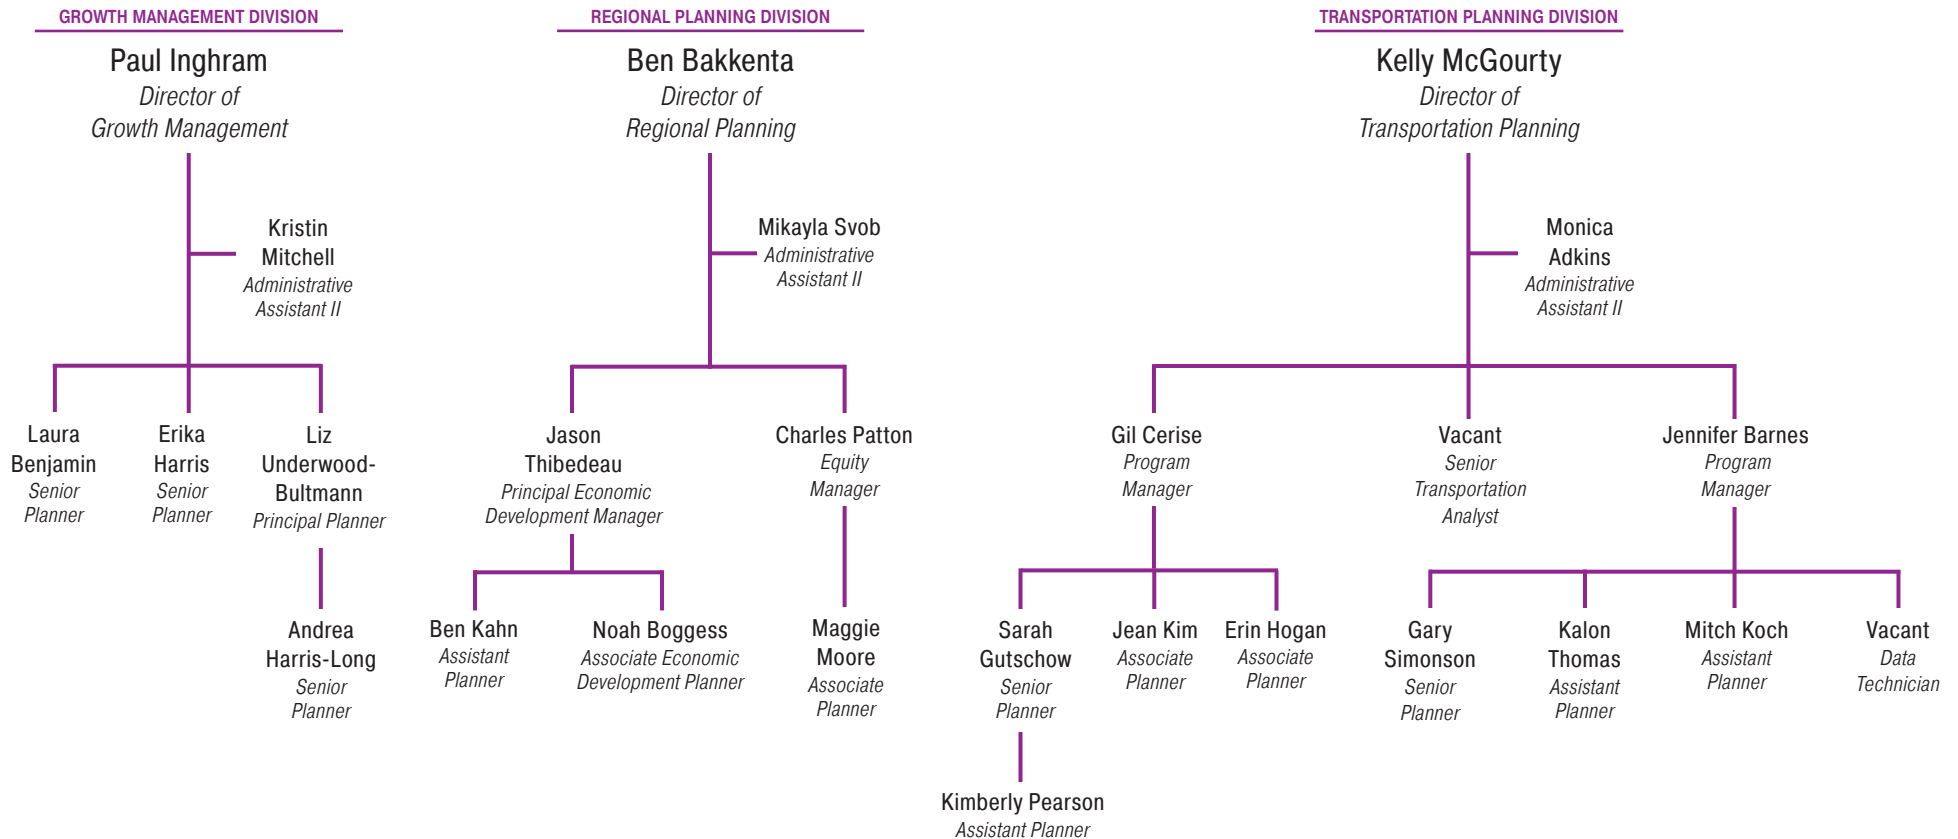 GROWTH MANAGEMENT DIVISION
Paul Inghram
Director of
Growth Management
Kristin
Mitchell
Administrative
Assistant II
Laura
Benjamin
Senior
Planner
Erika
Harris
Senior
Planner
Liz
Underwood-
Bultmann
Principal Planner
Andrea
Harris-Long
Senior
Planner
REGIONAL PLANNING DIVISION
Ben Bakkenta
Director of
Regional Planning
Mikayla Svob
Administrative
Assistant II
Jason
Thibedeau
Principal Economic
Development Manager
Ben Kahn
Assistant
Planner
Noah Boggess
Associate Economic
Development Planner
Charles Patton
Equity
Manager
Maggie
Moore
Associate
Planner
TRANSPORTATION PLANNING DIVISION
Kelly McGourty
Director of
Transportation Planning
Monica
Adkins
Administrative
Assistant II
Gil Cerise
Program
Manager
Sarah
Gutschow
Senior
Planner
Kimberly Pearson
Assistant Planner
Jean Kim
Associate
Planner
Erin Hogan
Associate
Planner
Vacant
Senior
Transportation
Analyst
Jennifer Barnes
Program
Manager
Gary
Simonson
Senior
Planner
Kalon
Thomas
Assistant
Planner
Mitch Koch
Assistant
Planner
Vacant
Data
Technician